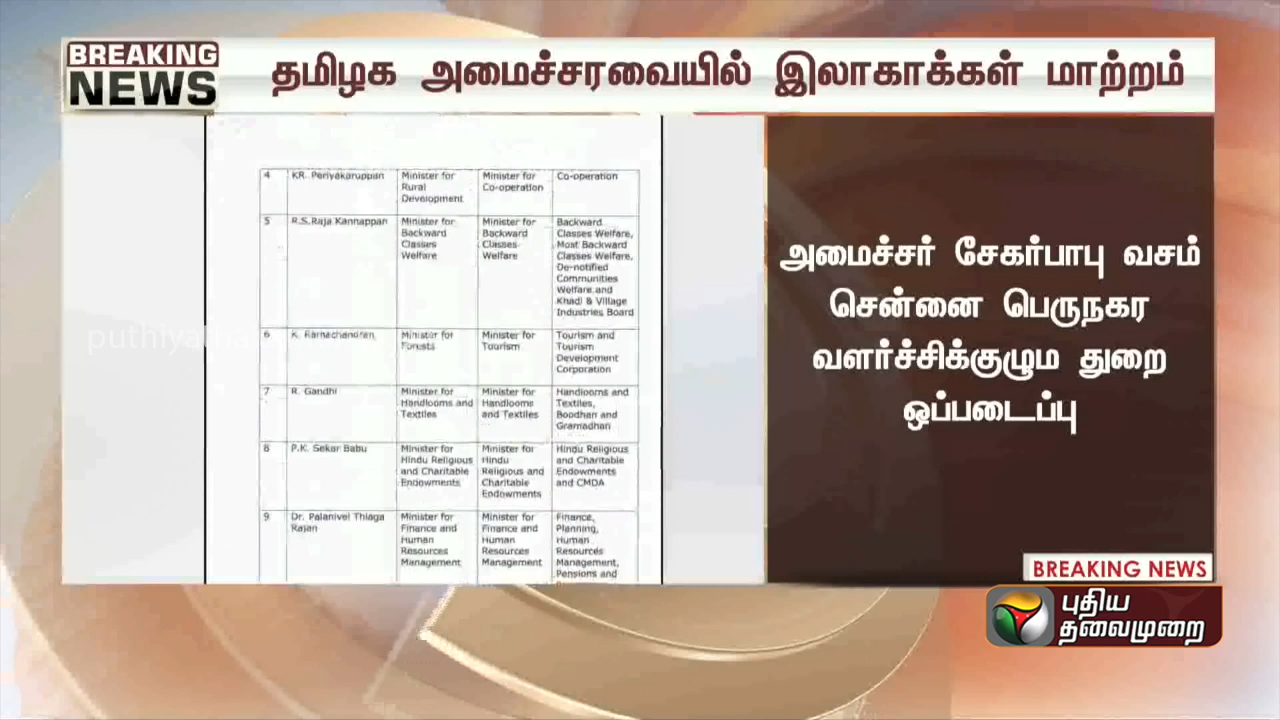 BREAKING
NEWS
தமிழக அமைச்சரவையில் இலாகாக்கள் மாற்றம்
4 KR. Periyakaruppan Minister for Minister for Co-operation
Rural Co-operation
Development
5 R.S.Raja Kannappan Minister for Minister for Backward
Backward Backward Classes Welfare,
Classes Classes Most Backward
Welfare Welfare Classes Welfare,
De-notified
Communities
Welfare and
Khadi & Village
Industries Board
6 K. Ramachandran Minister for Minister for Tourism and
Forests Tourism Tourism
Development
Corporation
7 R. Gandhi Minister for Minister for Handlooms and
Handlooms and Handlooms Textiles,
Textiles and Textiles Boodhan and
Gramadhan
8 P.K. Sekar Babu Minister for Minister for Hindu Religious
Hindu Religious Hindu and Charitable
and Charitable Religious and Endowments
Endowments Charitable and CMDA
Endowments
9 Dr. Palanivel Thiaga Minister for Minister for Finance,
Rajan Finance and Finance and Planning,
Human Human Human
Resources Resources Resources
Management Management Management,
Pensions and
அமைச்சர் சேகர்பாபு வசம்
சென்னை பெருநகர
வளர்ச்சிக்குழும துறை
ஒப்படைப்பு
BREAKING NEWS
புதிய
தலைமுறை